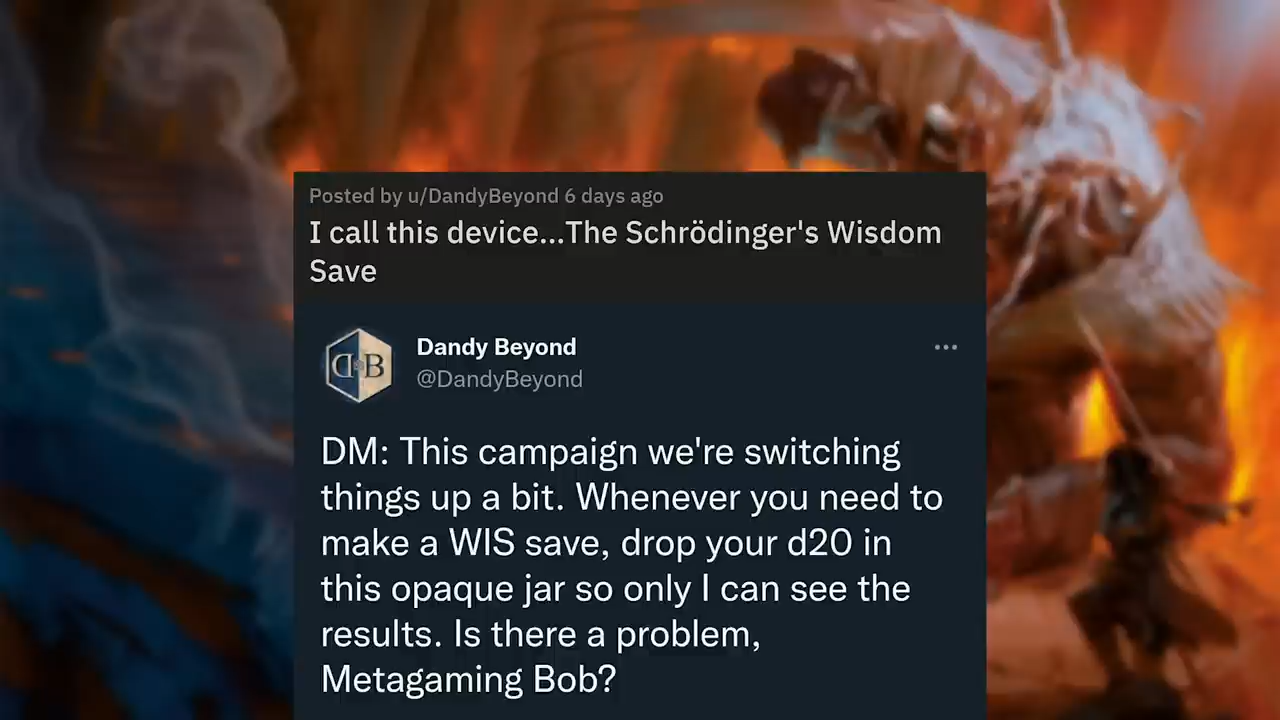 Posted by u/DandyBeyond 6 days ago
I call this device...The Schrödinger's Wisdom
Save
D&B
Dandy Beyond
@DandyBeyond
DM: This campaign we're switching
things up a bit. Whenever you need to
make a WIS save, drop your d20 in
this opaque jar so only I can see the
results. Is there a problem,
Metagaming Bob?